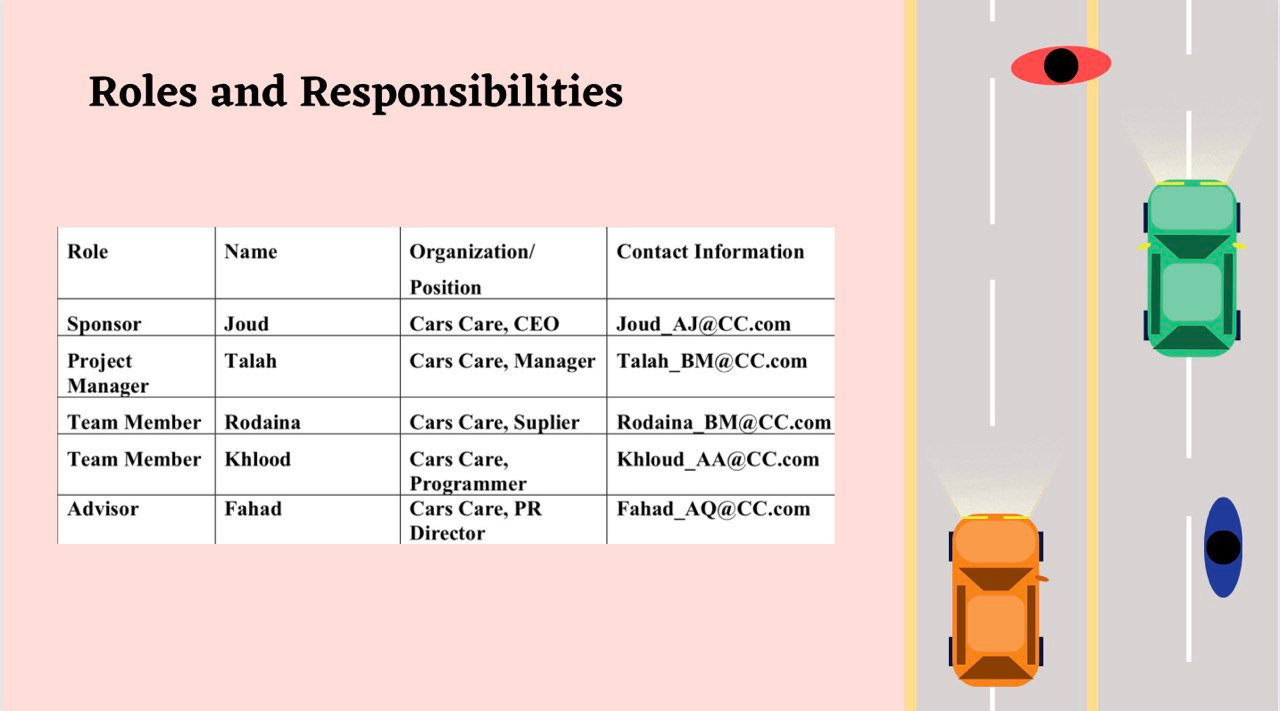 Roles and Responsibilities
Role Name Organization/ Contact Information
Position
Sponsor Joud Cars Care, CEO Joud_AJ@CC.com
Project Talah Cars Care, Manager Talah_BM@CC.com
Manager
Team Member Rodaina Cars Care, Suplier Rodaina_BM@CC.com
Team Member Khlood Cars Care, Khloud_AA@CC.com
Programmer
Advisor Fahad Cars Care, PR Fahad_AQ@CC.com
Director